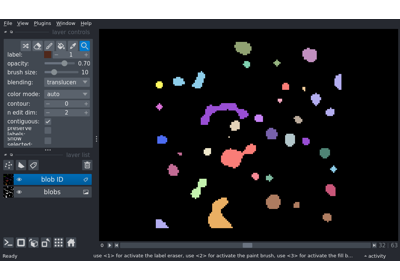 File View Plugins Window Help
layer controls
label: 1
opacity: 0.70
brush size: 10
blending: translucen
color mode: auto
contour: 0
n edit dim: 2
contiguous:
preserve
labels:
show
selected:
layer list
blob ID
blobs
Ready
use <1> for activate the label eraser, use <2> for activate the paint brush, use <3> for activate the fill b...
activity